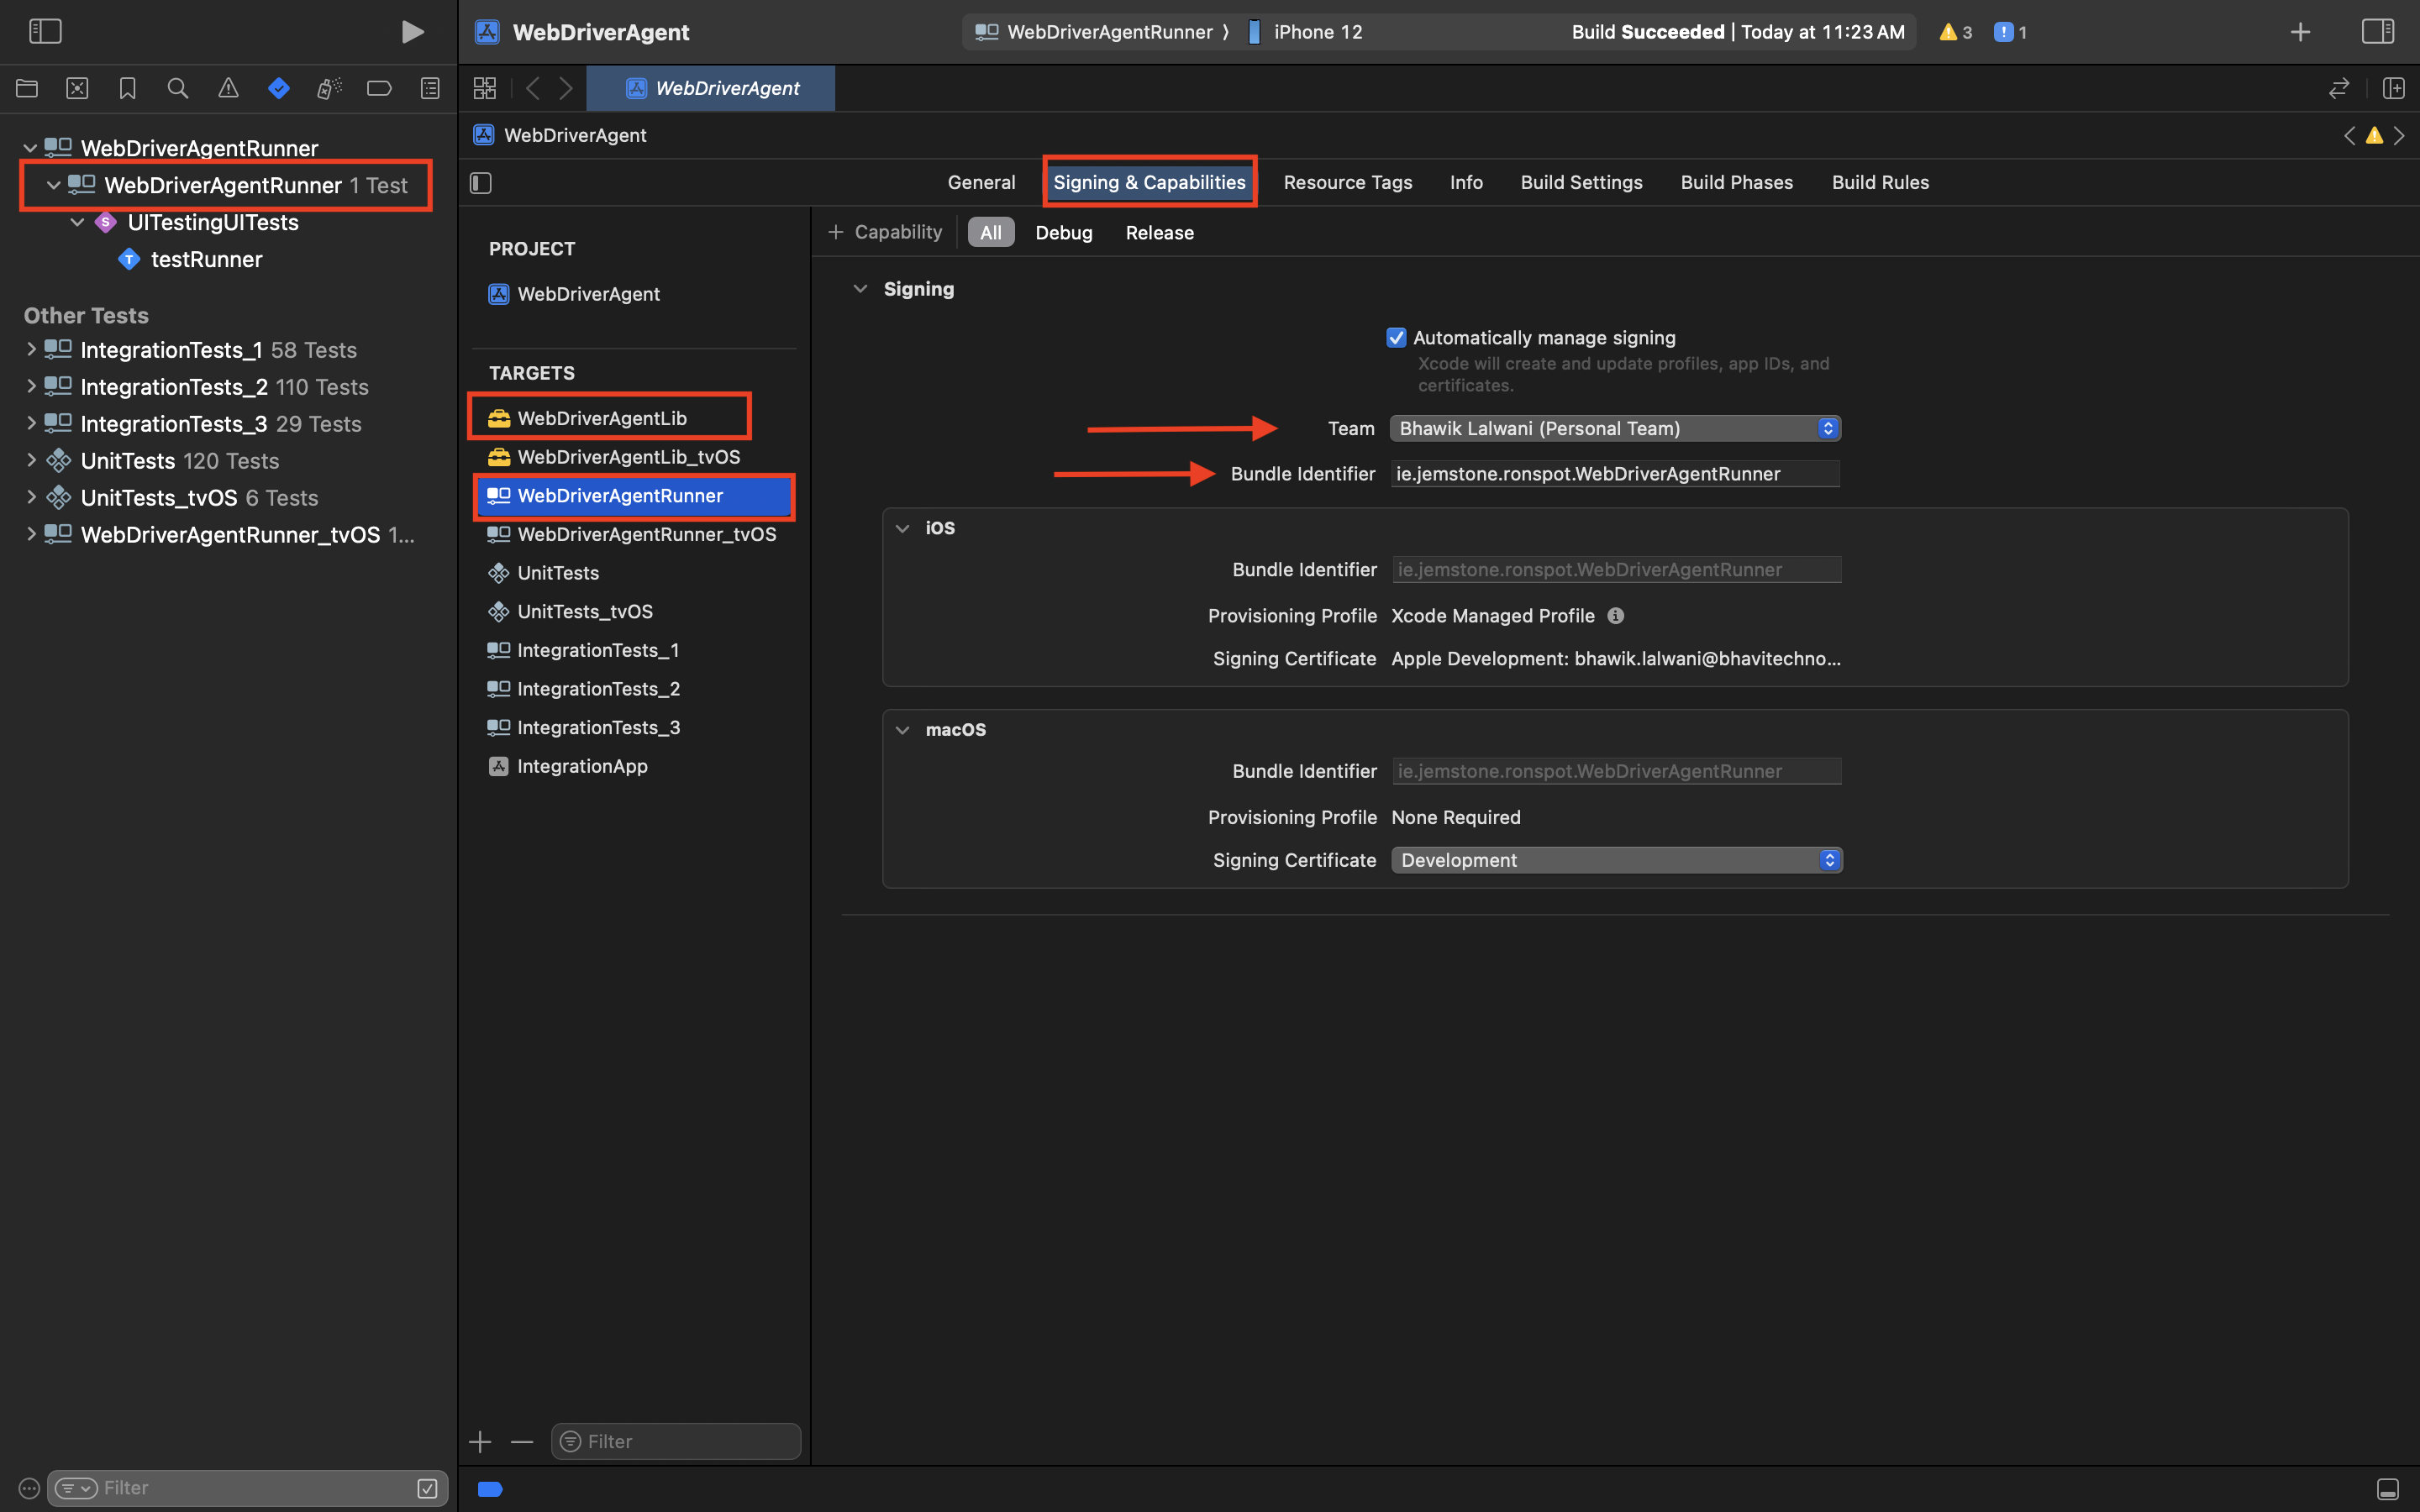 WebDriverAgent
WebDriverAgentRunner 〉 iPhone 12
Build Succeeded | Today at 11:23 AM
3
1
WebDriverAgent
WebDriverAgent
WebDriverAgentRunner
WebDriverAgentRunner 1 Test
UITestingUITests
testRunner
Other Tests
IntegrationTests_1 58 Tests
IntegrationTests_2 110 Tests
IntegrationTests_3 29 Tests
UnitTests 120 Tests
UnitTests_tvOS 6 Tests
WebDriverAgentRunner_tvOS 1...
Filter
General Signing & Capabilities Resource Tags Info Build Settings Build Phases Build Rules
PROJECT
WebDriverAgent
TARGETS
WebDriverAgentLib
WebDriverAgentLib_tvOS
WebDriverAgentRunner
WebDriverAgentRunner_tvOS
UnitTests
UnitTests_tvOS
IntegrationTests_1
IntegrationTests_2
IntegrationTests_3
IntegrationApp
Filter
+ Capability All Debug Release
Signing
Automatically manage signing
Xcode will create and update profiles, app IDs, and
certificates.
Team Bhawik Lalwani (Personal Team)
Bundle Identifier ie.jemstone.ronspot.WebDriverAgentRunner
iOS
Bundle Identifier ie.jemstone.ronspot.WebDriverAgentRunner
Provisioning Profile Xcode Managed Profile
Signing Certificate Apple Development: bhawik.lalwani@bhavitechno...
macOS
Bundle Identifier ie.jemstone.ronspot.WebDriverAgentRunner
Provisioning Profile None Required
Signing Certificate Development